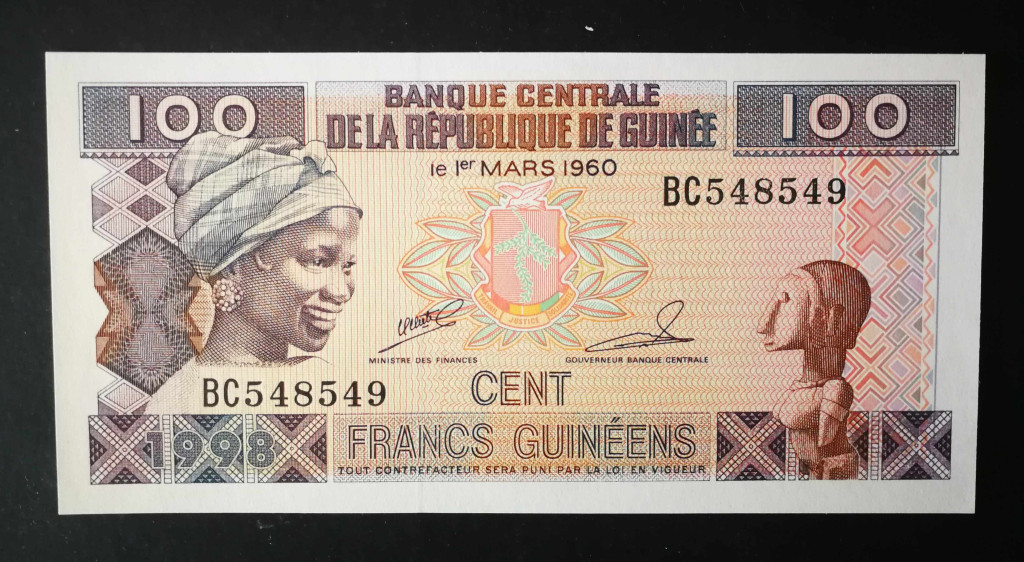 100
BANQUE CENTRALE
DE LA RÉPUBLIQUE DE GUINÉE
100
le 1er MARS 1960
BC548549
JUSTICE
MINISTRE DES FINANCES
GOUVERNEUR BANQUE CENTRALE
BC548549
CENT
1998
FRANCS GUINÉENS
TOUT CONTREFACTEUR SERA PUNI PAR LA LOI EN VIGUEUR